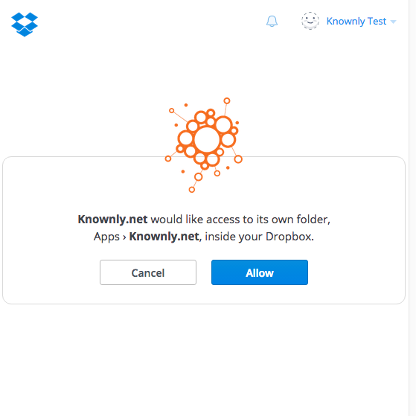 Knownly Test
Knownly.net would like access to its own folder,
Apps › Knownly.net, inside your Dropbox.
Cancel
Allow